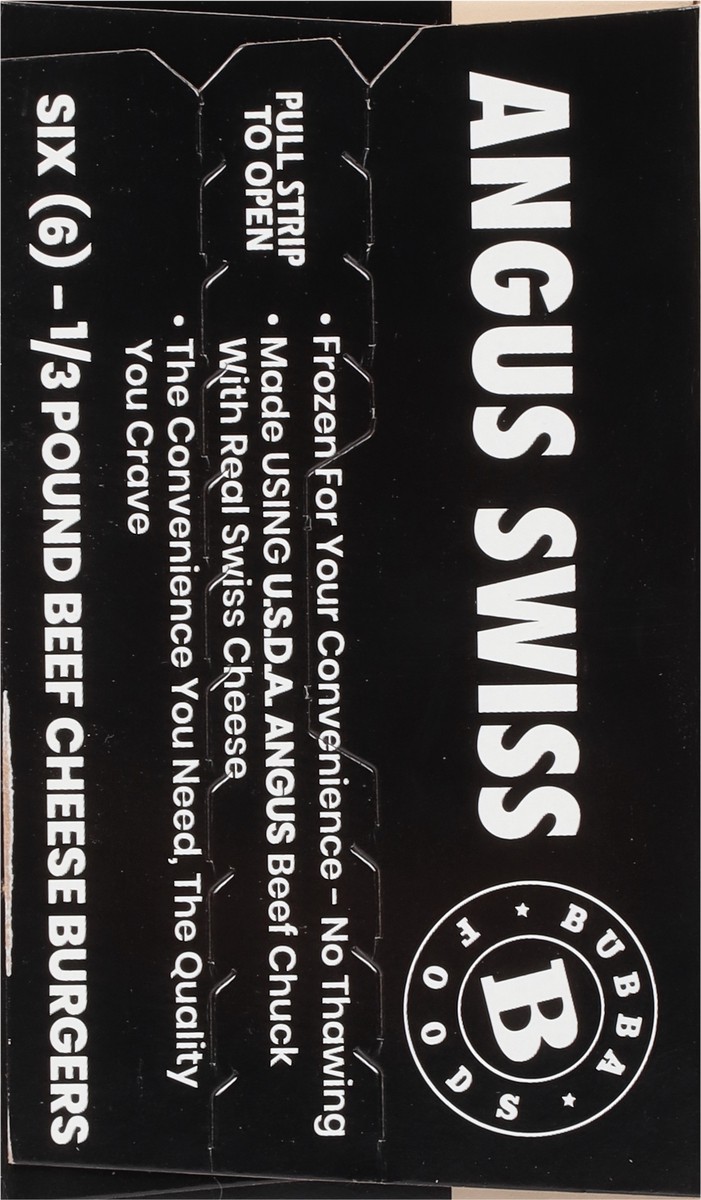 ANGUS SWISS
★ BUBBA ★ FOODS
B
PULL STRIP
TO OPEN
• Frozen For Your Convenience - No Thawing
• Made USING U.S.D.A. ANGUS Beef Chuck
With Real Swiss Cheese
• The Convenience You Need, The Quality
You Crave
SIX (6) - 1/3 POUND BEEF CHEESE BURGERS